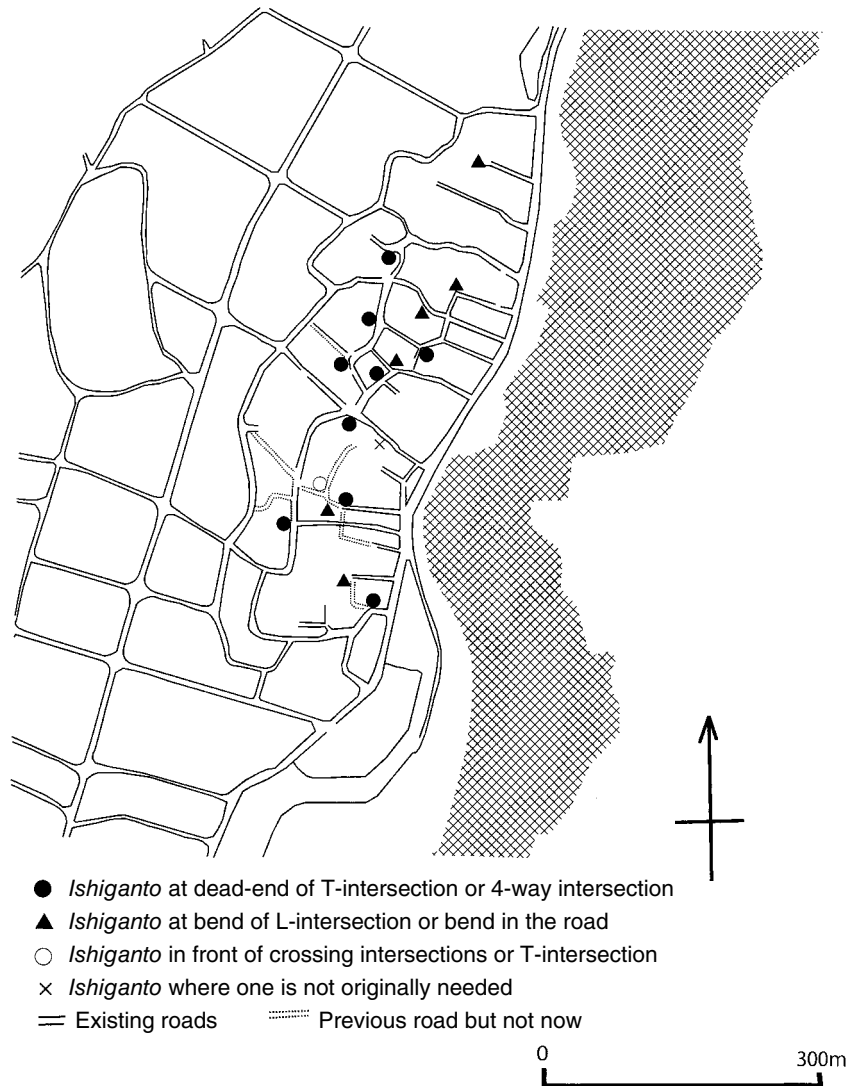 Ishiganto at dead-end of T-intersection or 4-way intersection
Ishiganto at bend of L-intersection or bend in the road
Ishiganto in front of crossing intersections or T-intersection
Ishiganto where one is not originally needed
Existing roads Previous road but not now
0 300m